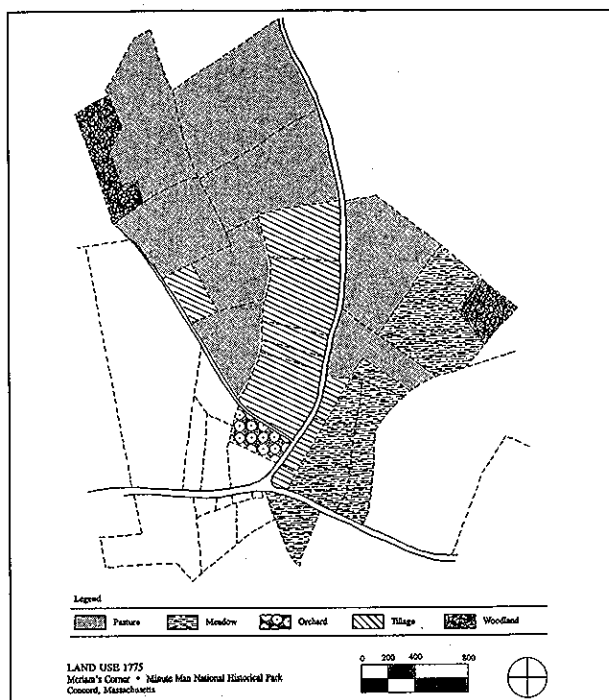 Legend
Pasture Meadow Orchard Tillage Woodland
LAND USE 1775
Meriam's Corner • Minute Man National Historical Park
Concord, Massachusetts
0 200 400 800